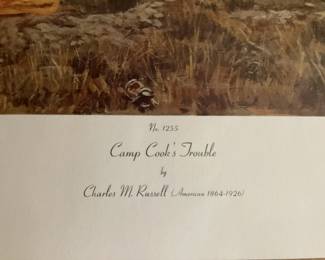 No. 1255
Camp Cook's Trouble
by
Charles M. Russell (American 1864-1926)